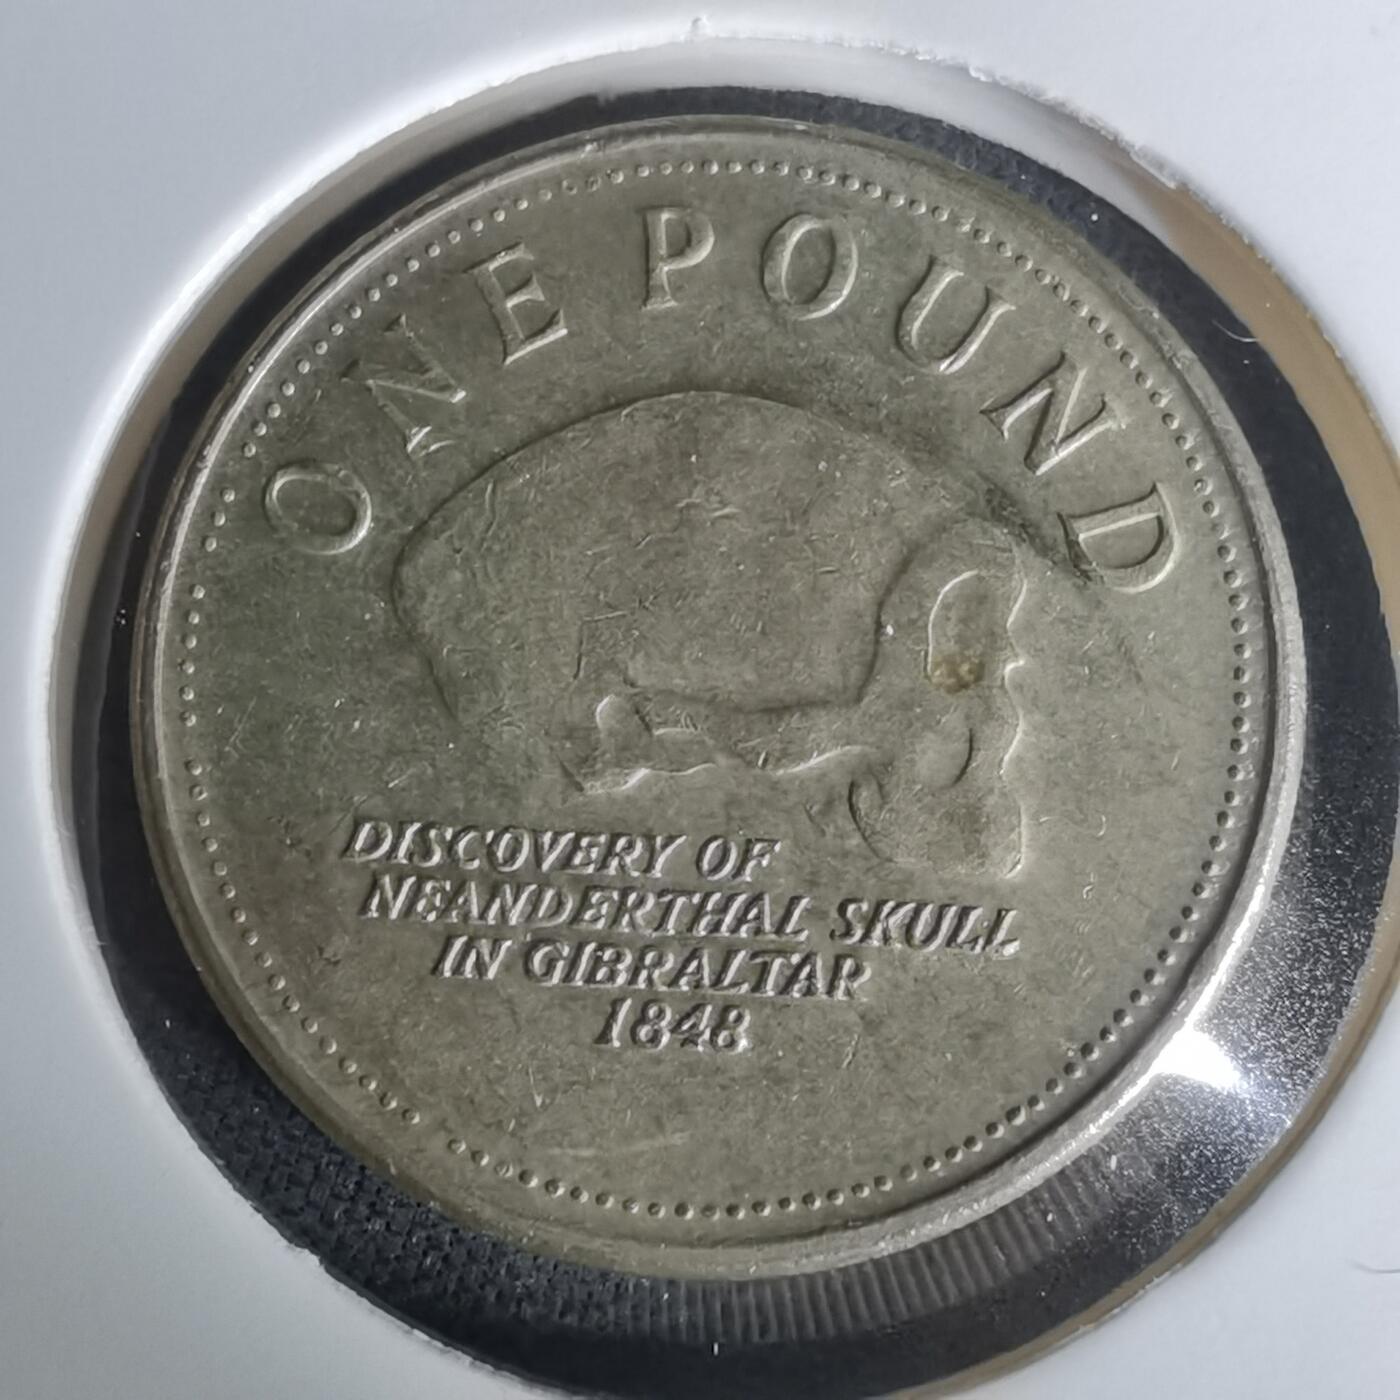 ONE POUND
DISCOVERY OF
NEANDERTHAL SKULL
IN GIBRALTAR
1848